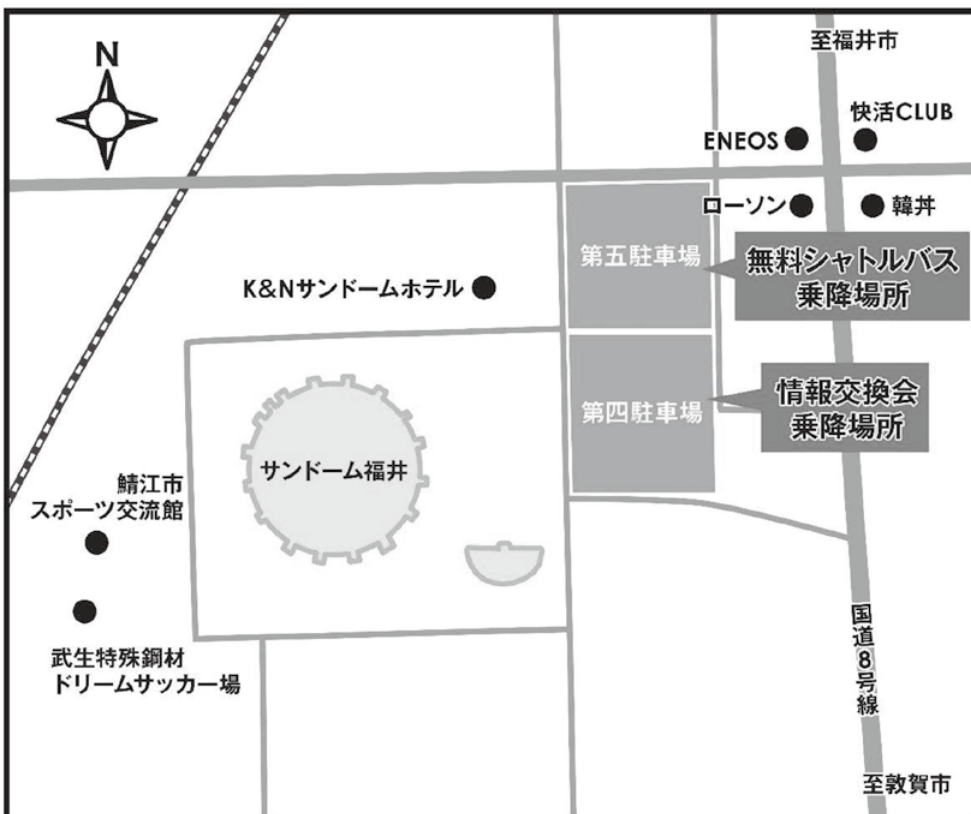 N
至福井市
快活CLUB
ENEOS
ローソン
韓丼
第五駐車場
無料シャトルバス
乗降場所
K&Nサンドームホテル
第四駐車場
情報交換会
乗降場所
サンドーム福井
鯖江市
スポーツ交流館
武生特殊鋼材
ドリームサッカー場
国道8号線
至敦賀市